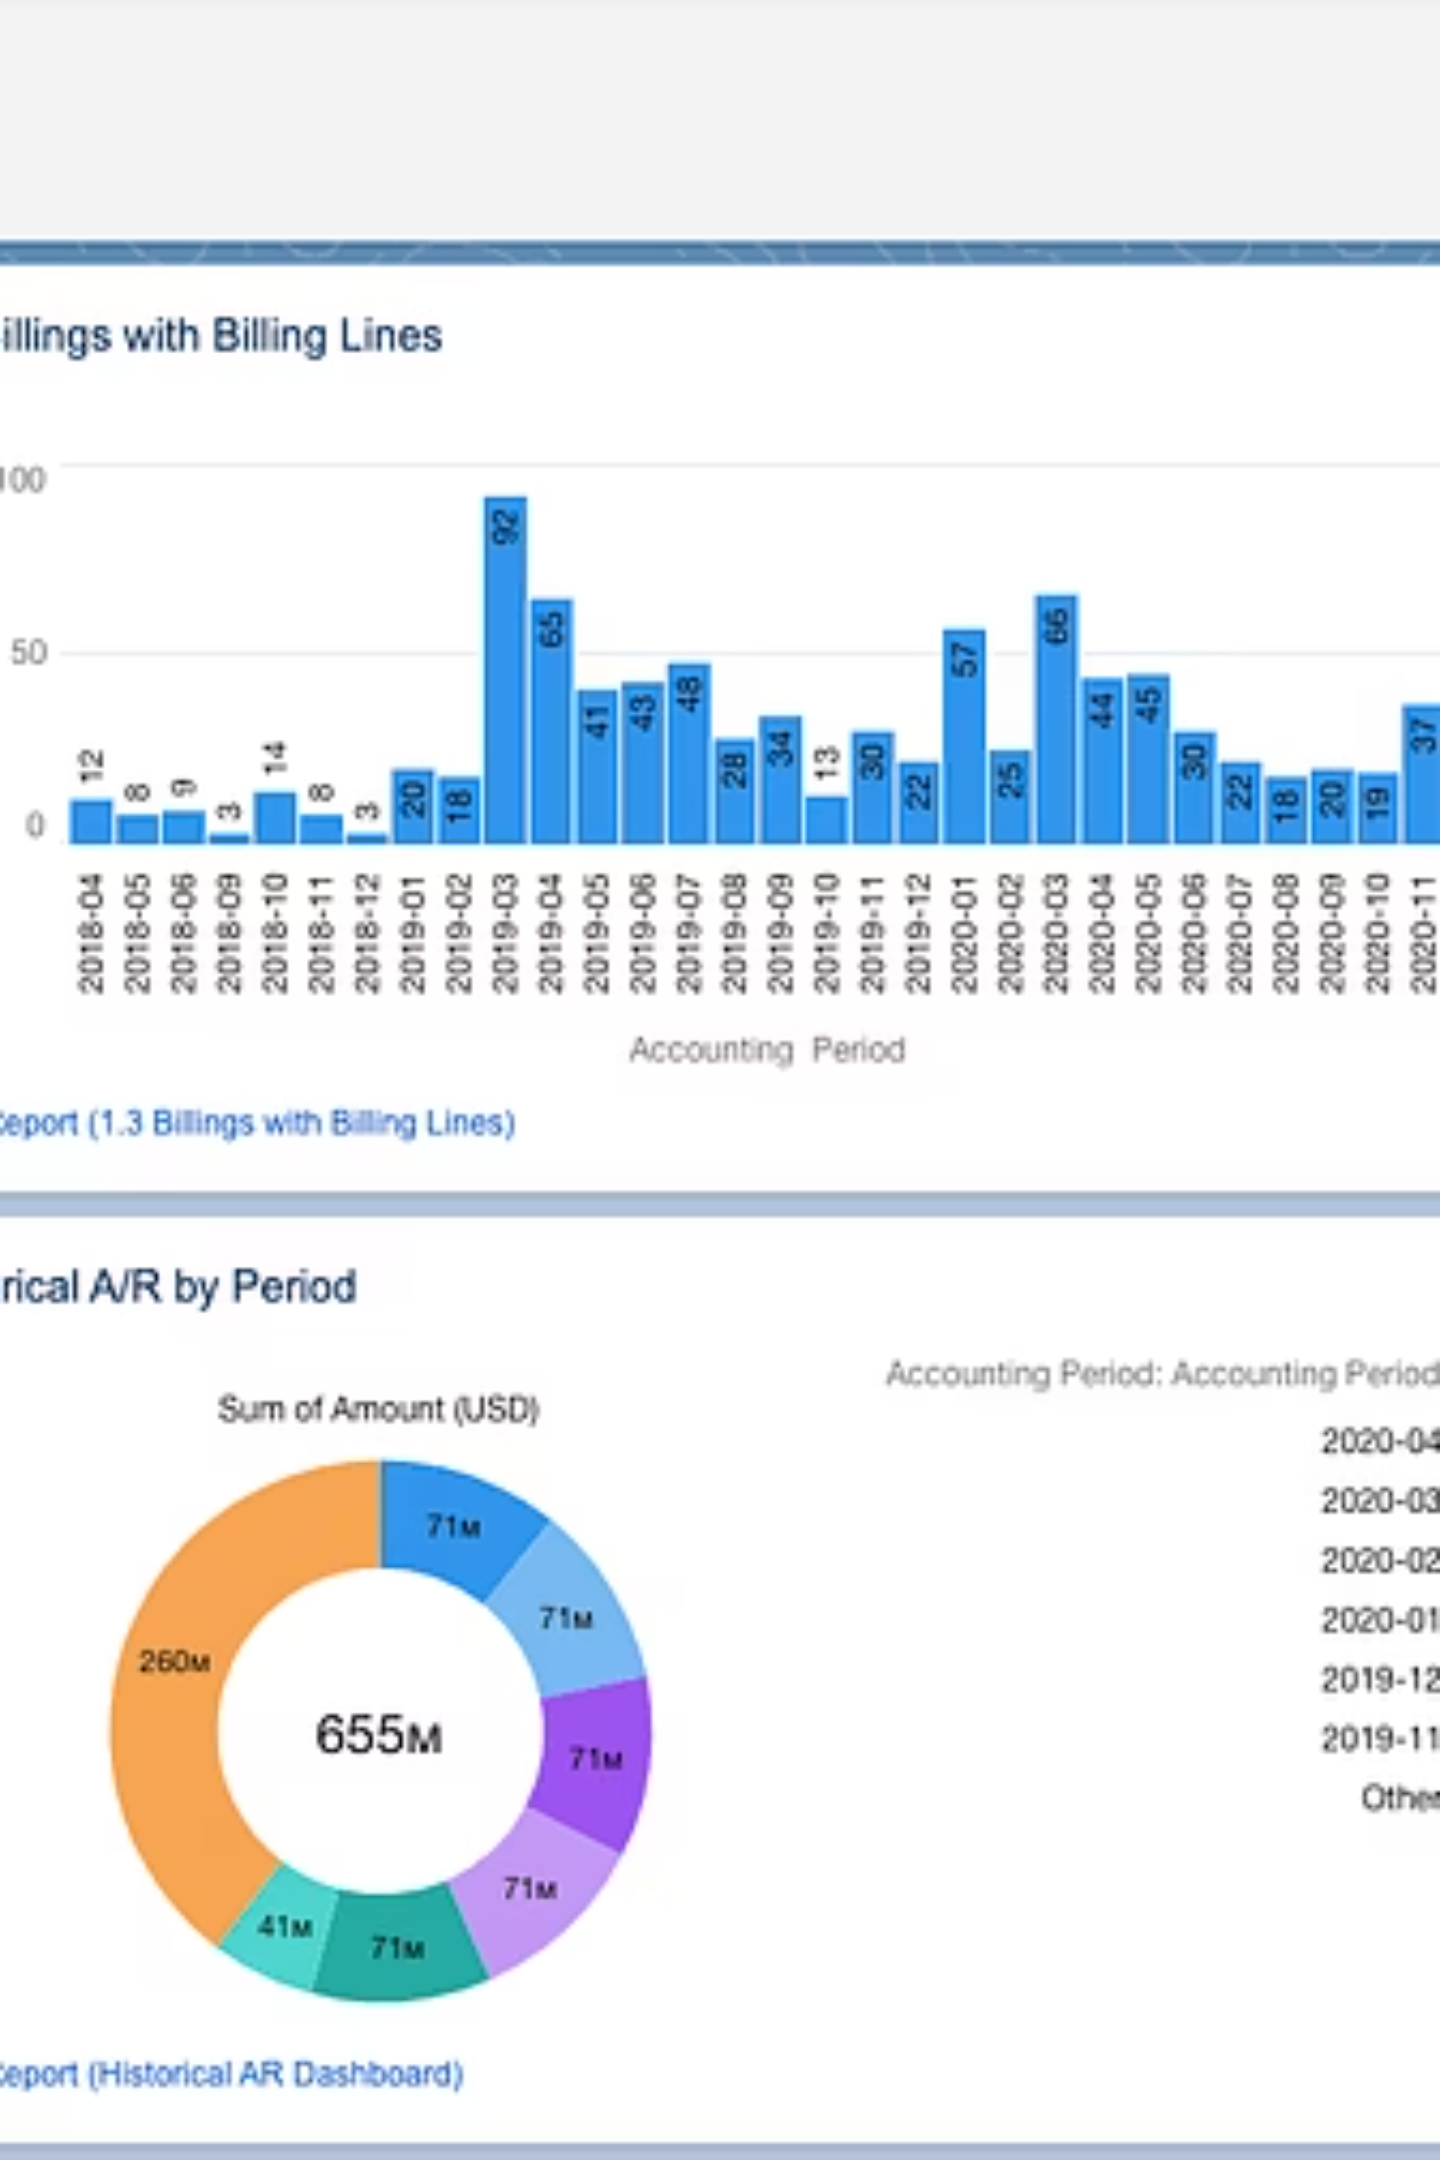 illings with Billing Lines
100
50
0
12 8 9 3 14 8 3 20 18 92 65 41 43 48 28 34 13 30 22 57 25 66 44 45 30 22 18 20 19 37
2018-04 2018-05 2018-06 2018-09 2018-10 2018-11 2018-12 2019-01 2019-02 2019-03 2019-04 2019-05 2019-06 2019-07 2019-08 2019-09 2019-10 2019-11 2019-12 2020-01 2020-02 2020-03 2020-04 2020-05 2020-06 2020-07 2020-08 2020-09 2020-10 2020-11
Accounting Period
Report (1.3 Billings with Billing Lines)
rical A/R by Period
Accounting Period: Accounting Period
Sum of Amount (USD)
2020-04
2020-03
2020-02
2020-01
2019-12
2019-11
Other
71M
71M
260M
655M
71M
71M
41M
71M
Report (Historical AR Dashboard)